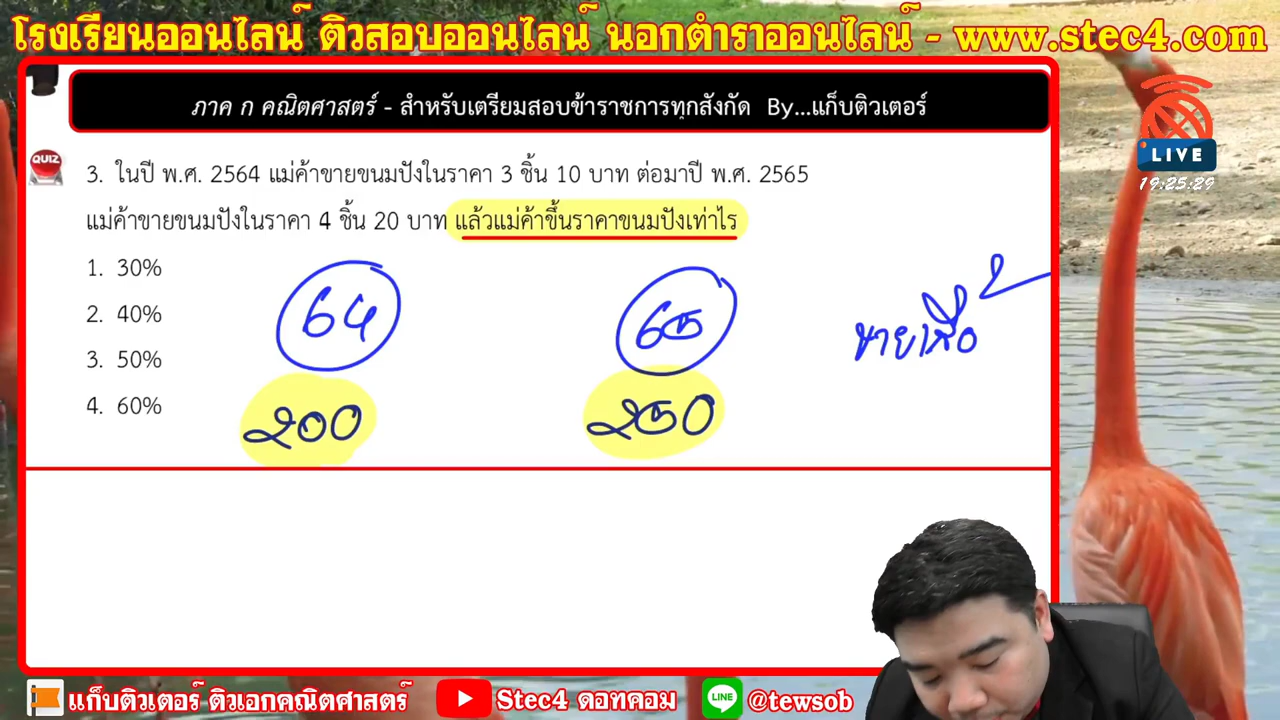 โรงเรียนออนไลน์ ติวสอบออนไลน์ นอกตำราออนไลน์ - www.stec4.com
ภาค ก คณิตศาสตร์ - สำหรับเตรียมสอบข้าราชการทุกสังกัด By...แก็บติวเตอร์
LIVE
19:25:29
QUIZ
3. ในปี พ.ศ. 2564 แม่ค้าขายขนมปังในราคา 3 ชิ้น 10 บาท ต่อมาปี พ.ศ. 2565
แม่ค้าขายขนมปังในราคา 4 ชิ้น 20 บาท แล้วแม่ค้าขึ้นราคาขนมปังเท่าไร
1. 30%
2. 40%
3. 50%
4. 60%
64
65
ขายเสื้อ
200
250
แก็บติวเตอร์ ติวเอกคณิตศาสตร์
Stec4 ดอทคอม
LINE
@tewsob